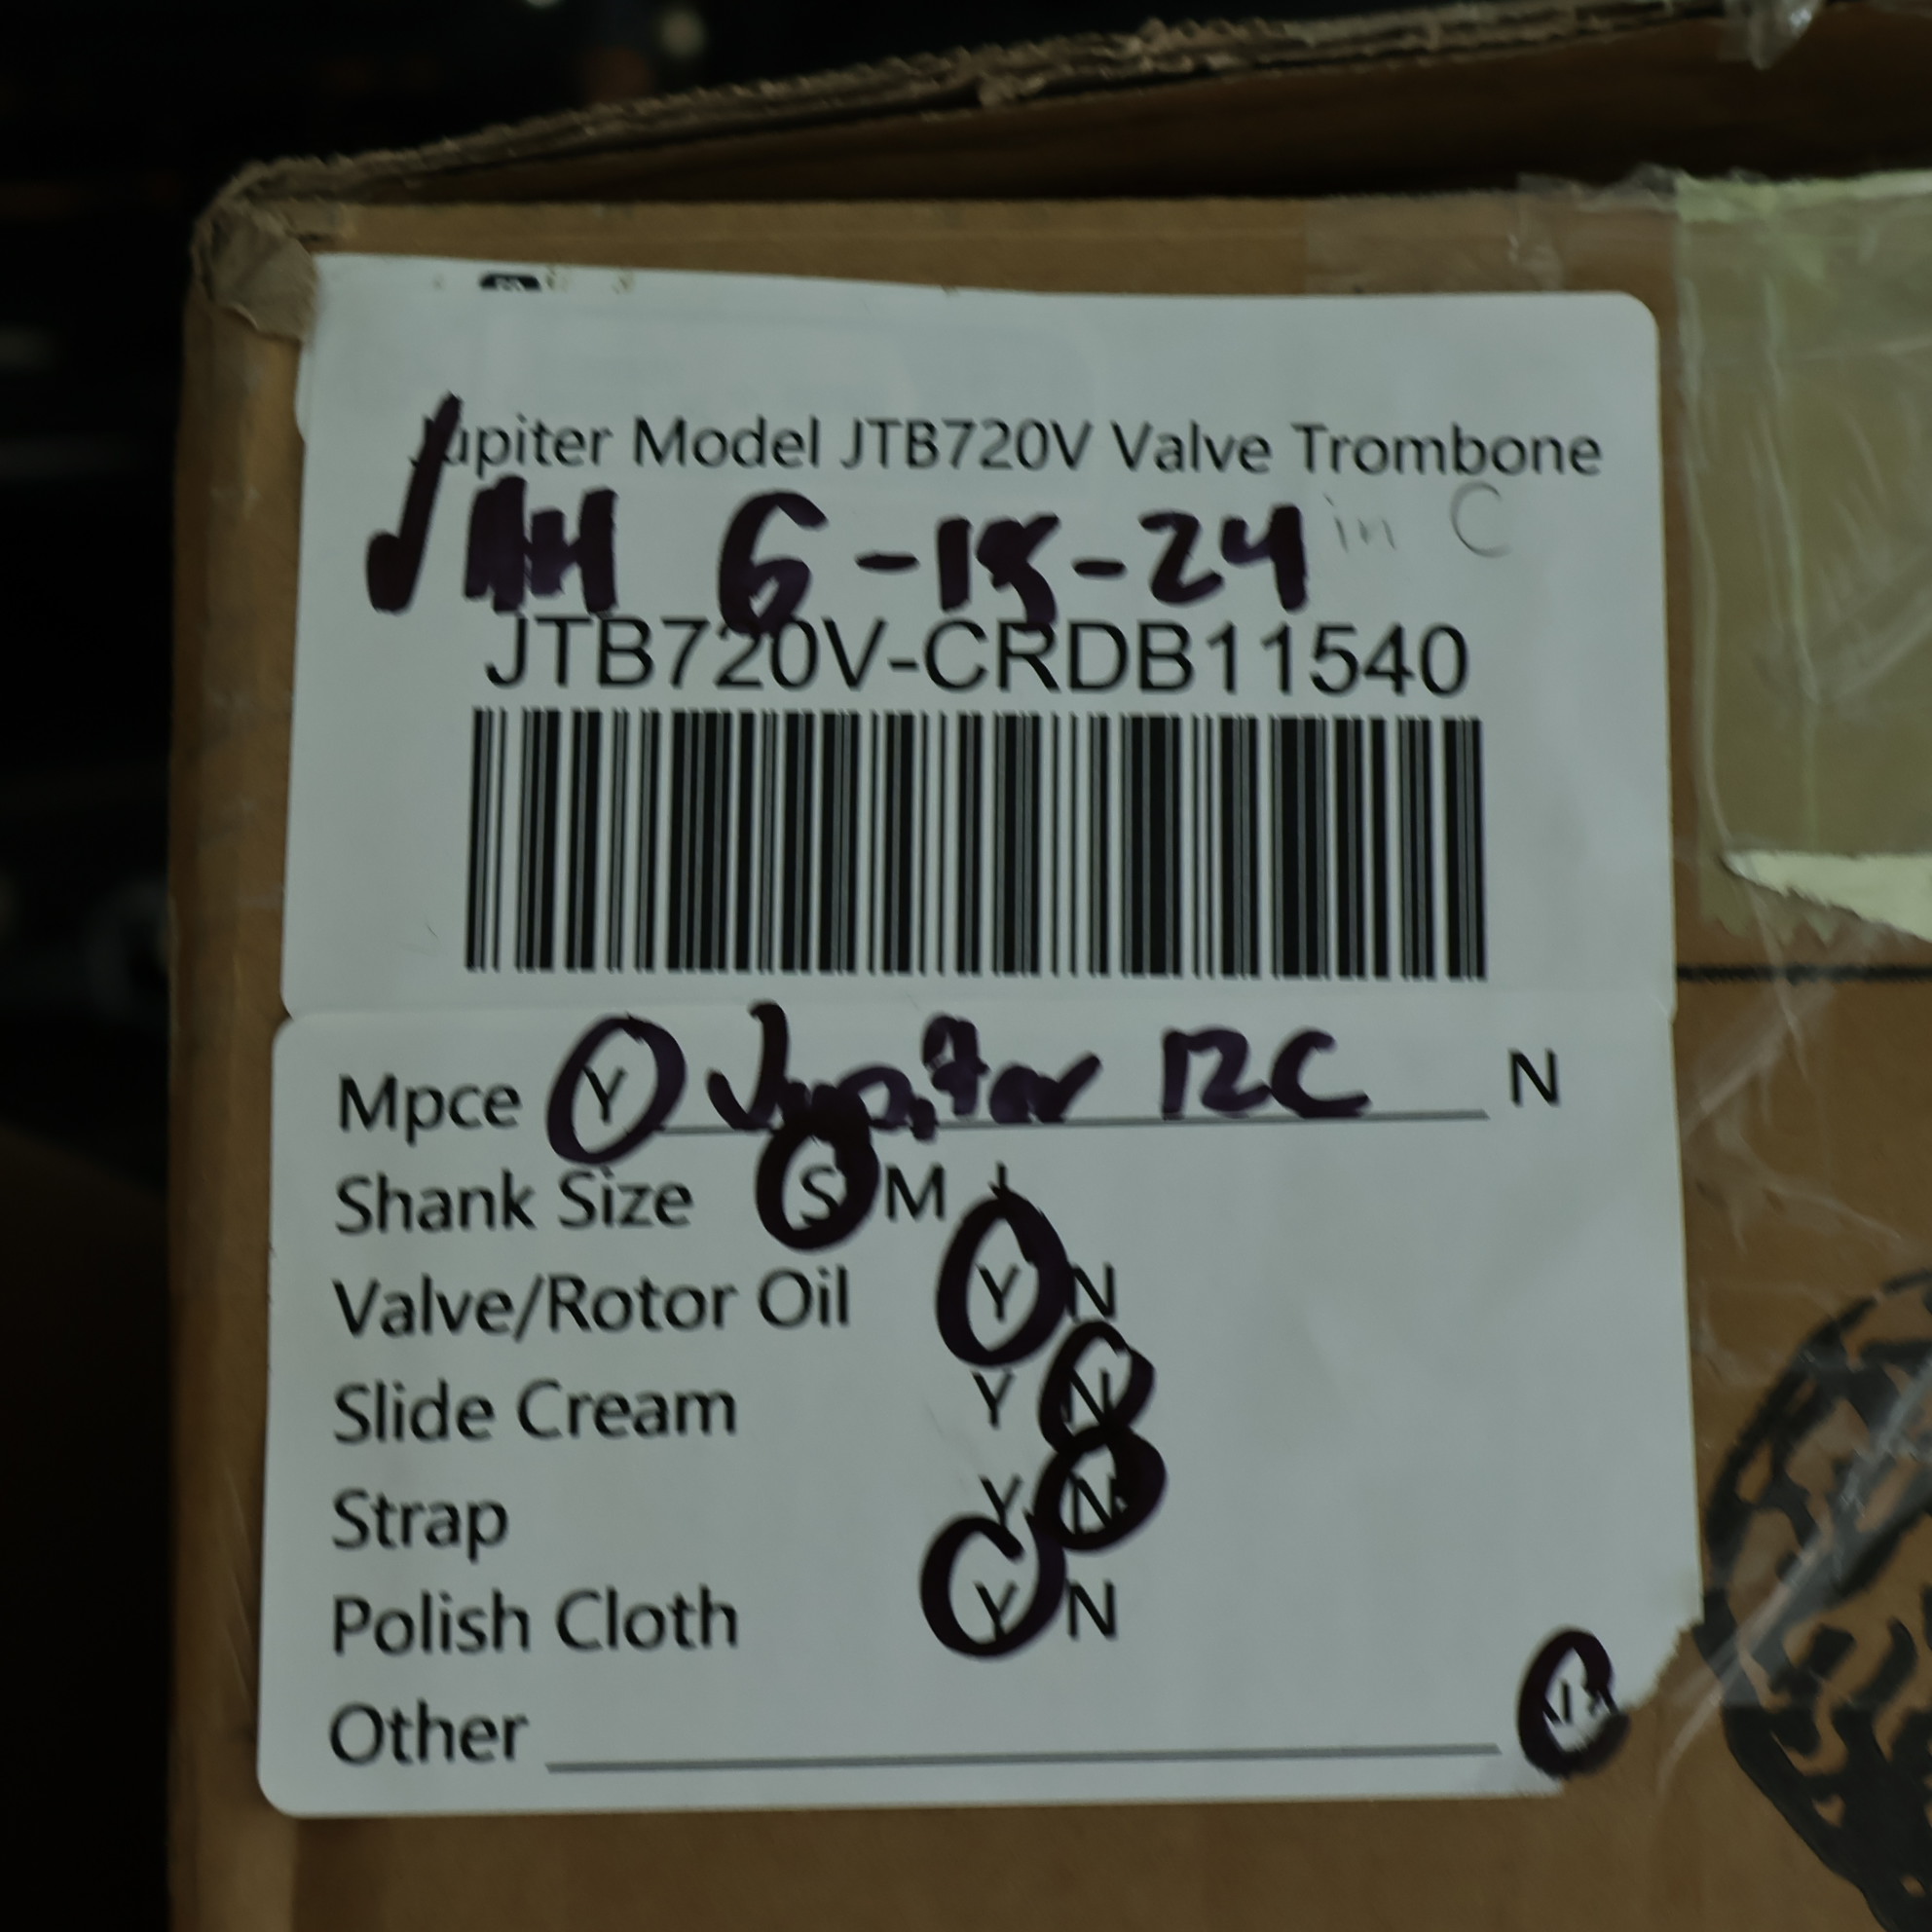 Jupiter Model JTB720V Valve Trombone
in C
✓ AH 6-18-24
JTB720V-CRDB11540
Mpce Y Jupiter 12C N
Shank Size S M L
Valve/Rotor Oil Y N
Slide Cream Y N
Strap Y N
Polish Cloth Y N
Other N